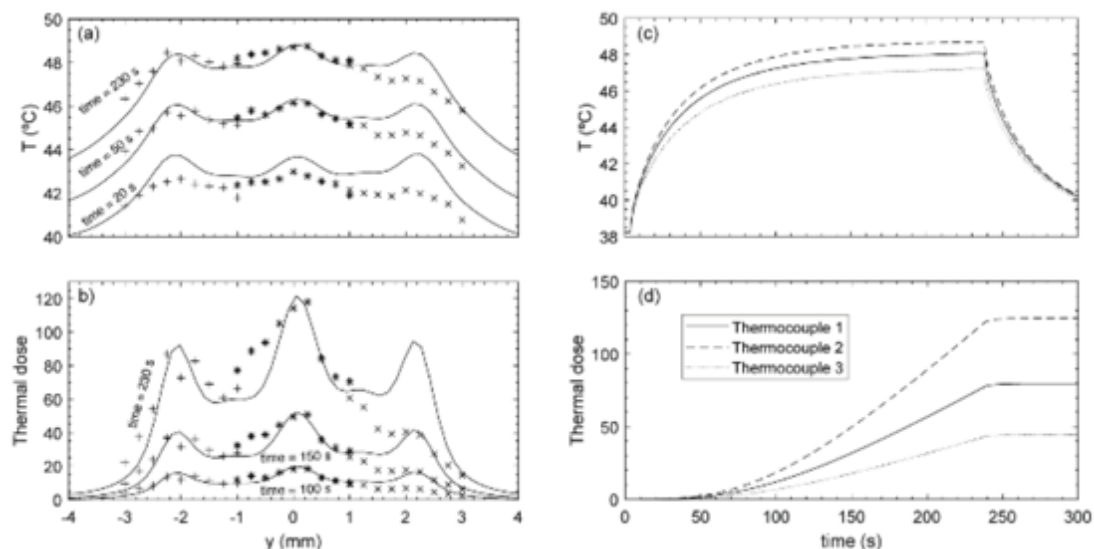 (a)
50
48
46
44
42
40
T (ºC)
time = 230 s
time = 50 s
time = 20 s
(c)
50
48
46
44
42
40
38
T (ºC)
b)
120
100
80
60
40
20
0
Thermal dose
time = 230 s
time = 150 s
time = 100 s
-4 -3 -2 -1 0 1 2 3 4
y (mm)
(d)
150
100
50
0
Thermal dose
Thermocouple 1
Thermocouple 2
Thermocouple 3
0 50 100 150 200 250 300
time (s)